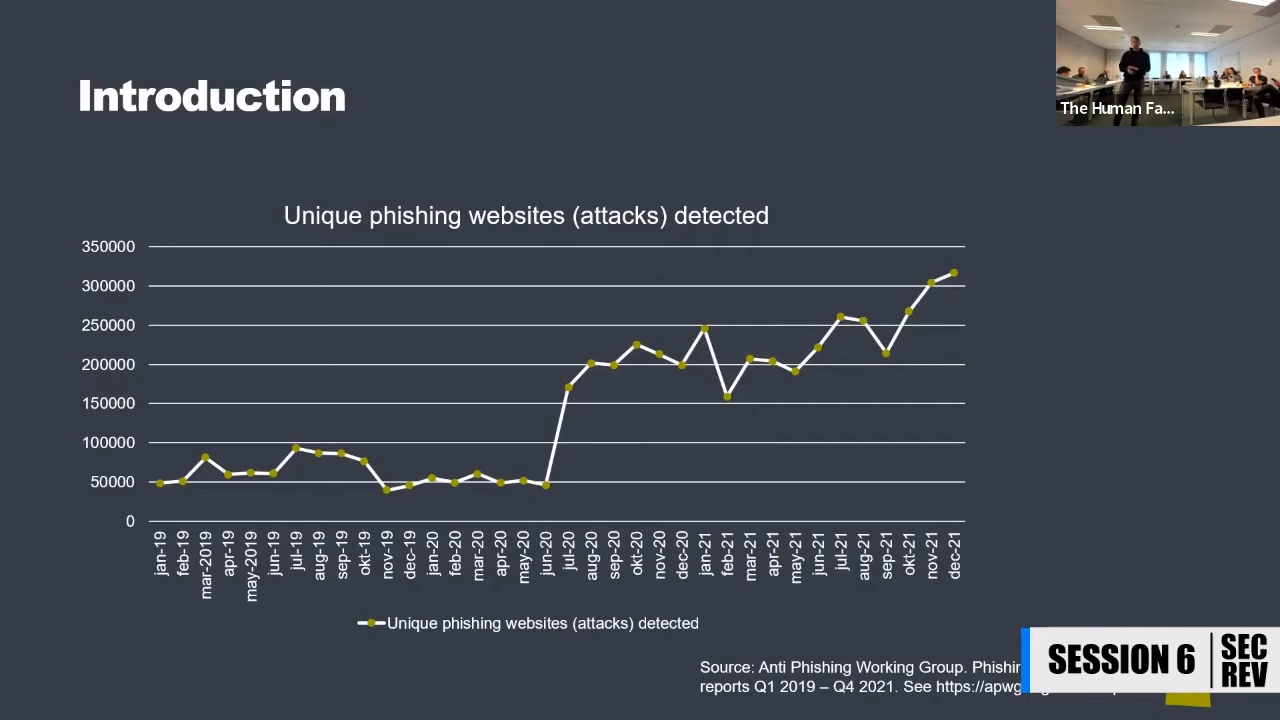 Introduction
The Human Fa...
Unique phishing websites (attacks) detected
350000
300000
250000
200000
150000
100000
50000
0
jan-19
feb-19
mar-2019
apr-19
may-2019
jun-19
jul-19
aug-19
sep-19
okt-19
nov-19
dec-19
jan-20
feb-20
mar-20
apr-20
may-20
jun-20
jul-20
aug-20
sep-20
okt-20
nov-20
dec-20
jan-21
feb-21
mar-21
apr-21
may-21
jun-21
jul-21
aug-21
sep-21
okt-21
nov-21
dec-21
Unique phishing websites (attacks) detected
Source: Anti Phishing Working Group. Phishin
reports Q1 2019 – Q4 2021. See https://apwg
SESSION 6
SEC
REV